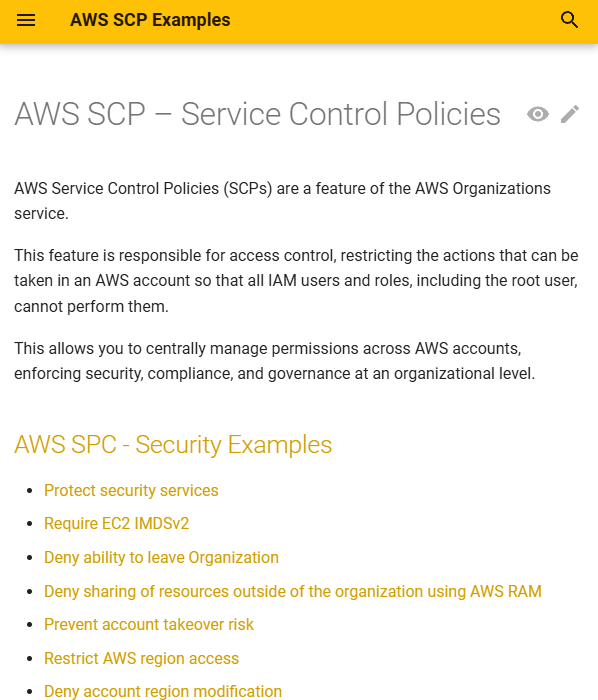 AWS SCP Examples
AWS SCP – Service Control Policies
AWS Service Control Policies (SCPs) are a feature of the AWS Organizations
service.
This feature is responsible for access control, restricting the actions that can be
taken in an AWS account so that all IAM users and roles, including the root user,
cannot perform them.
This allows you to centrally manage permissions across AWS accounts,
enforcing security, compliance, and governance at an organizational level.
AWS SPC - Security Examples
Protect security services
Require EC2 IMDSv2
Deny ability to leave Organization
Deny sharing of resources outside of the organization using AWS RAM
Prevent account takeover risk
Restrict AWS region access
Deny account region modification